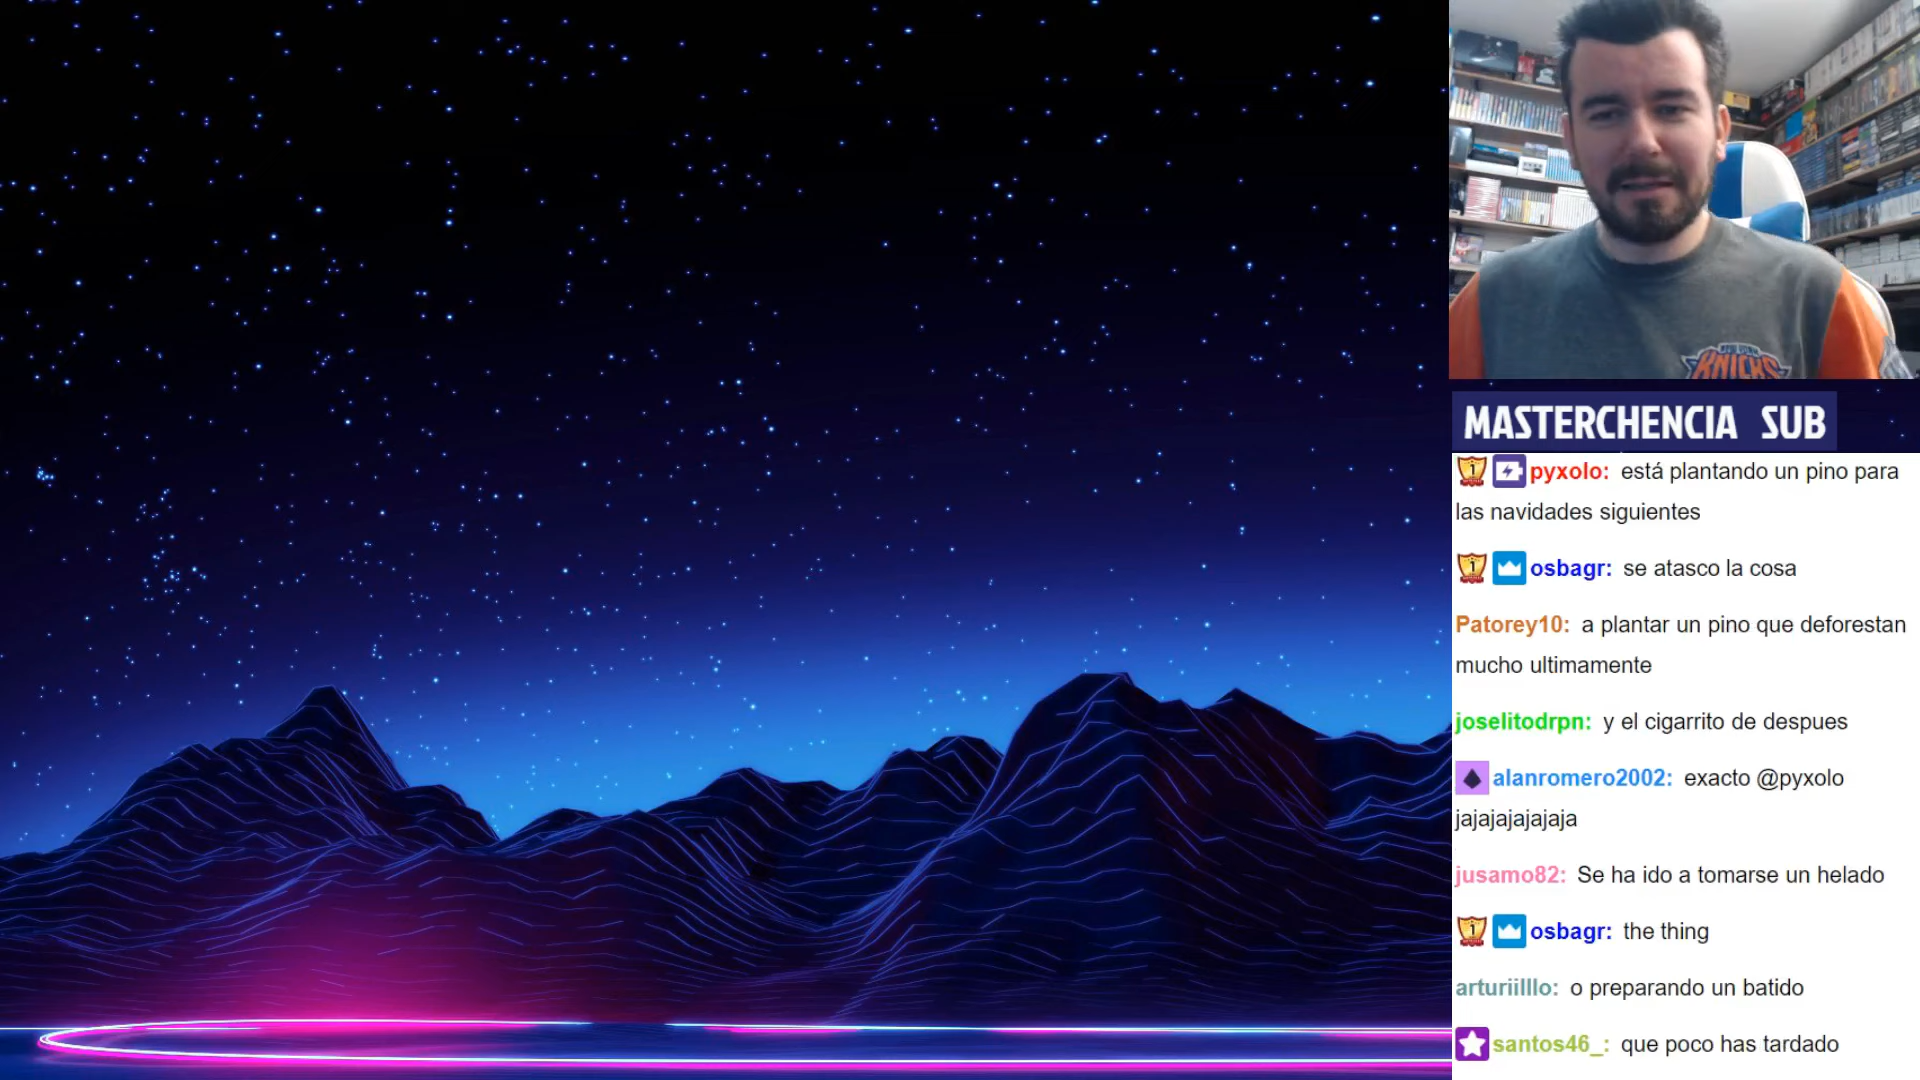 KNICKS
MASTERCHENCIA SUB
pyxolo: está plantando un pino para
las navidades siguientes
osbagr: se atasco la cosa
Patorey10: a plantar un pino que deforestan
mucho ultimamente
joselitodrpn: y el cigarrito de despues
alanromero2002: exacto @pyxolo
jajajajajajaja
jusamo82: Se ha ido a tomarse un helado
osbagr: the thing
arturiilllo: o preparando un batido
santos46_: que poco has tardado